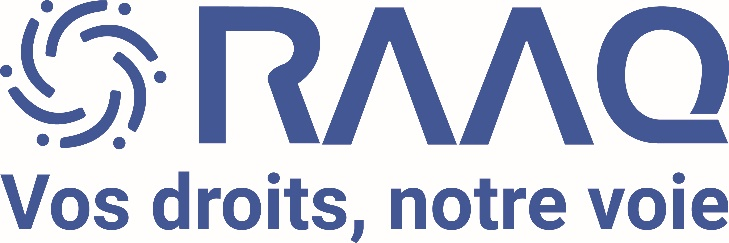 RAAQ
Vos droits, notre voie